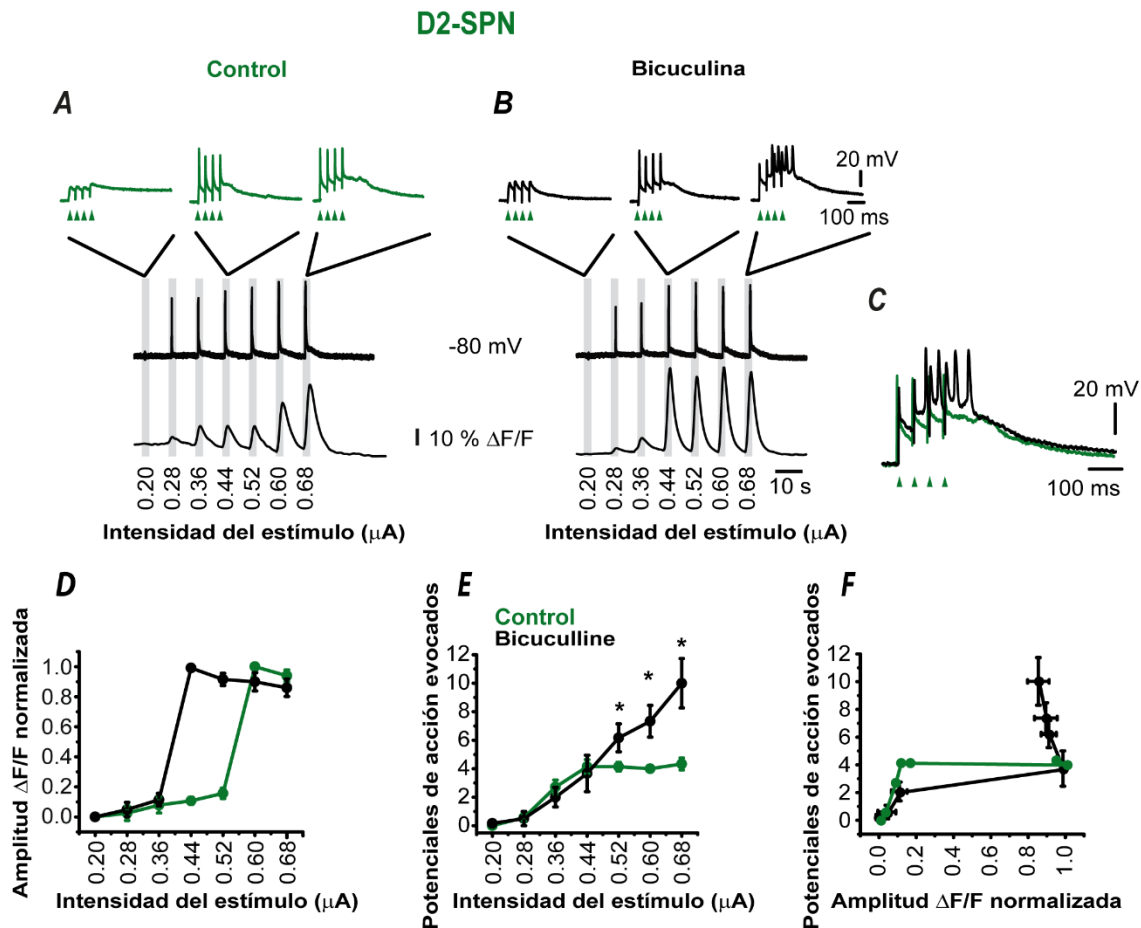 D2-SPN
Control
Bicuculina
A
B
20 mV
100 ms
-80 mV
10 % ΔF/F
0.20
0.28
0.36
0.44
0.52
0.60
0.68
Intensidad del estímulo (μA)
0.20
0.28
0.36
0.44
0.52
0.60
0.68
10 s
Intensidad del estímulo (μA)
C
20 mV
100 ms
D
Amplitud ΔF/F normalizada
1.0
0.8
0.6
0.4
0.2
0.0
0.20
0.28
0.36
0.44
0.52
0.60
0.68
Intensidad del estímulo (μA)
E
Potenciales de acción evocados
Control
Bicuculline
12
10
8
6
4
2
0
* * *
0.20
0.28
0.36
0.44
0.52
0.60
0.68
Intensidad del estímulo (μA)
F
Potenciales de acción evocados
12
10
8
6
4
2
0
0.0
0.2
0.4
0.6
0.8
1.0
Amplitud ΔF/F normalizada